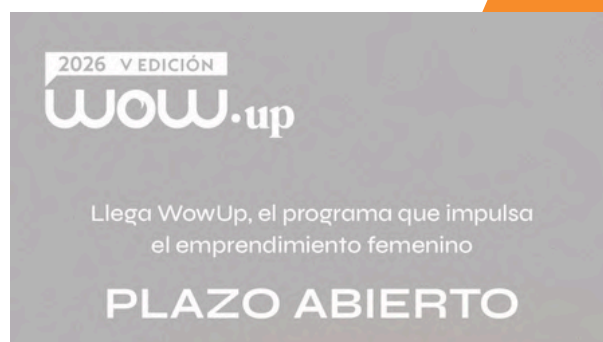 2026 V EDICIÓN
wow.up
Llega WowUp, el programa que impulsa
el emprendimiento femenino
PLAZO ABIERTO